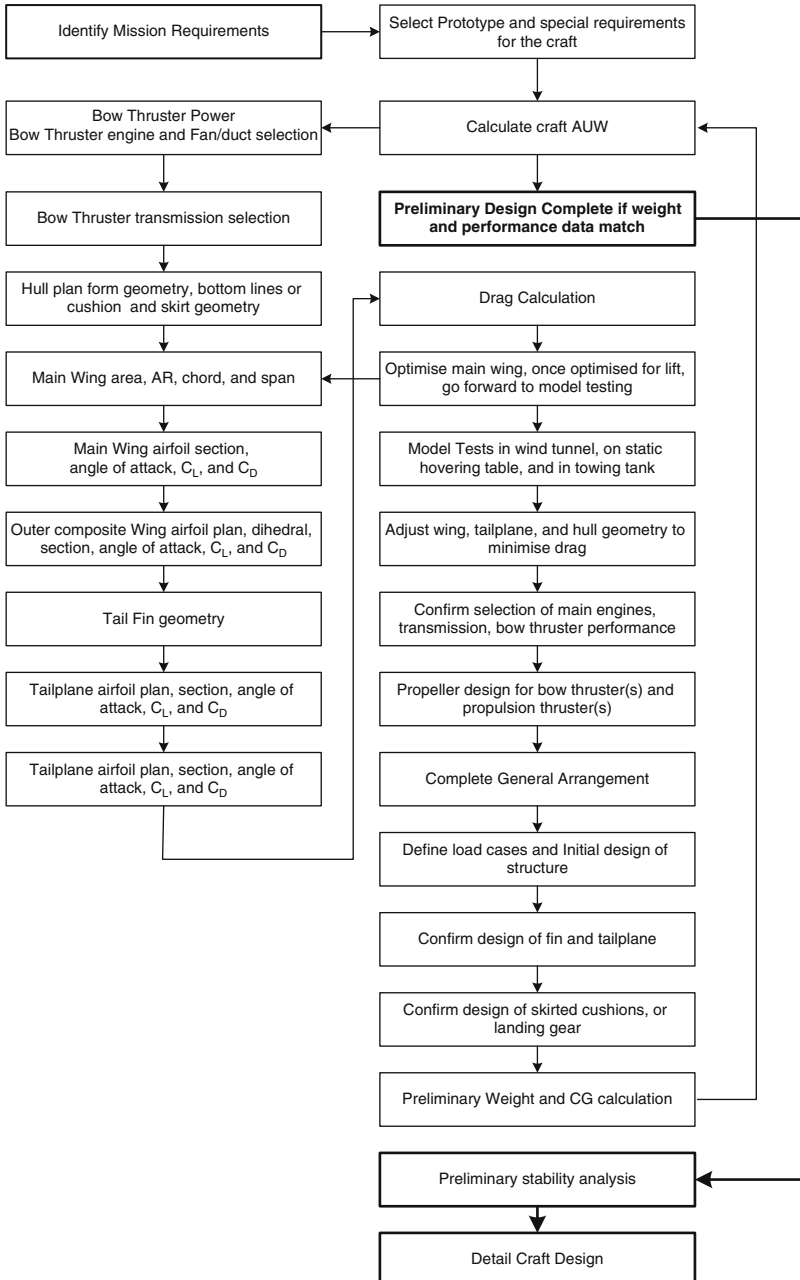 Identify Mission Requirements
Select Prototype and special requirements
for the craft
Bow Thruster Power
Bow Thruster engine and Fan/duct selection
Calculate craft AUW
Bow Thruster transmission selection
Preliminary Design Complete if weight
and performance data match
Hull plan form geometry, bottom lines or
cushion and skirt geometry
Drag Calculation
Main Wing area, AR, chord, and span
Optimise main wing, once optimised for lift,
go forward to model testing
Main Wing airfoil section,
angle of attack, CL, and CD
Model Tests in wind tunnel, on static
hovering table, and in towing tank
Outer composite Wing airfoil plan, dihedral,
section, angle of attack, CL, and CD
Adjust wing, tailplane, and hull geometry to
minimise drag
Tail Fin geometry
Confirm selection of main engines,
transmission, bow thruster performance
Tailplane airfoil plan, section, angle of
attack, CL, and CD
Propeller design for bow thruster(s) and
propulsion thruster(s)
Tailplane airfoil plan, section, angle of
attack, CL, and CD
Complete General Arrangement
Define load cases and Initial design of
structure
Confirm design of fin and tailplane
Confirm design of skirted cushions, or
landing gear
Preliminary Weight and CG calculation
Preliminary stability analysis
Detail Craft Design